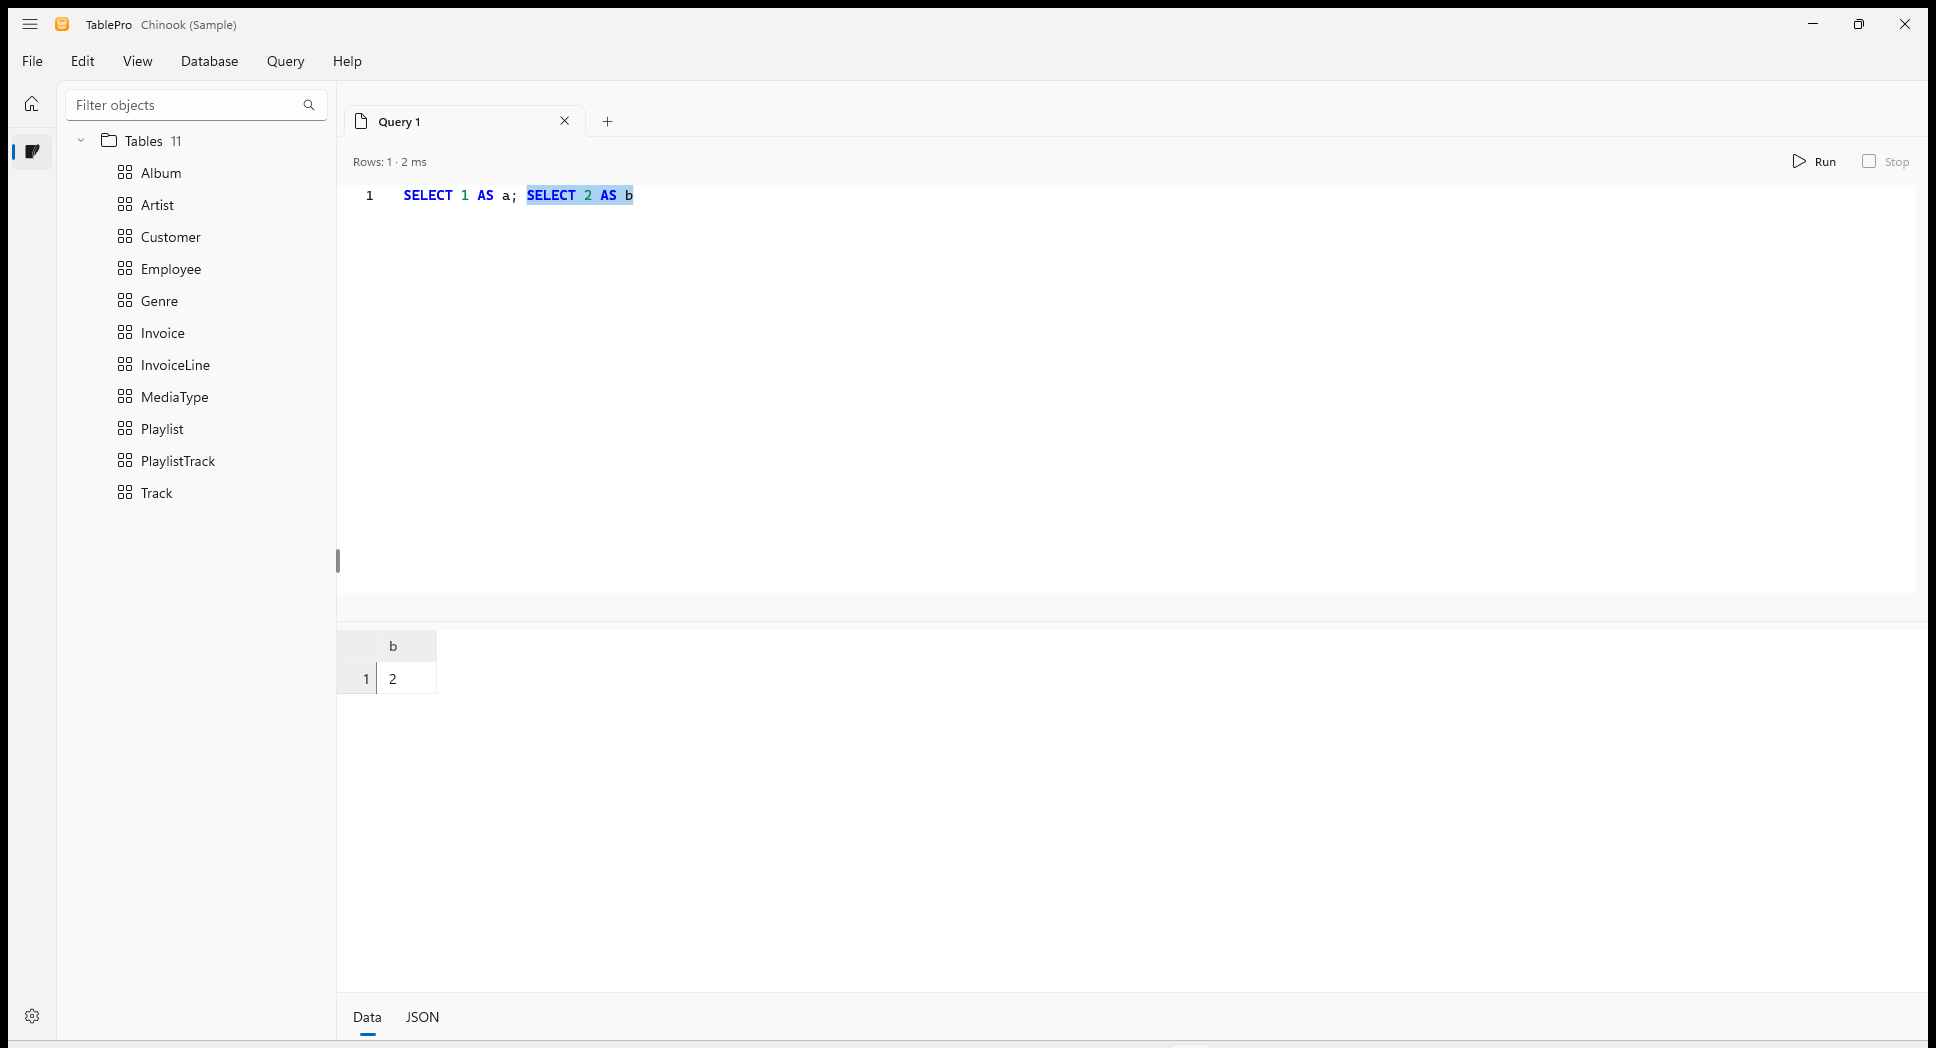 TablePro Chinook (Sample)
File Edit View Database Query Help
Filter objects
Tables 11
Album
Artist
Customer
Employee
Genre
Invoice
InvoiceLine
MediaType
Playlist
PlaylistTrack
Track
Query 1
Rows: 1 · 2 ms
Run Stop
1 SELECT 1 AS a; SELECT 2 AS b
b
1 2
Data JSON